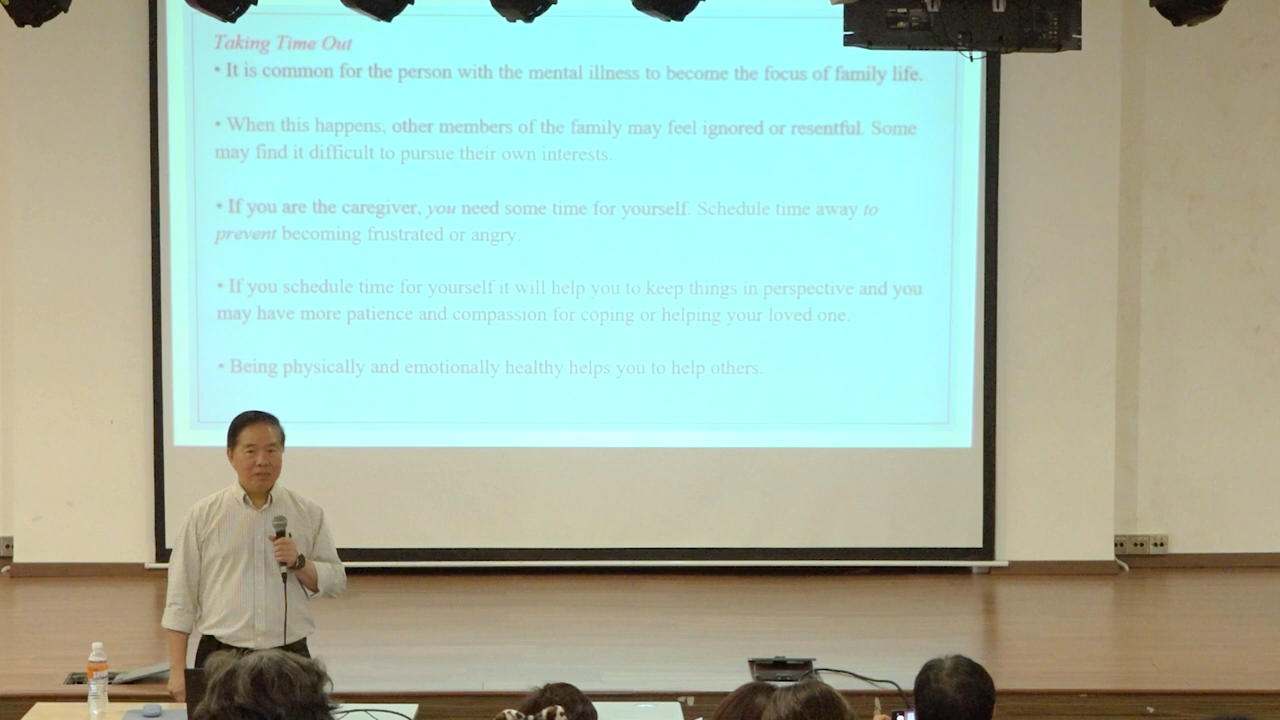 Taking Time Out
• It is common for the person with the mental illness to become the focus of family life.
• When this happens, other members of the family may feel ignored or resentful. Some
may find it difficult to pursue their own interests.
• If you are the caregiver, you need some time for yourself. Schedule time away to
prevent becoming frustrated or angry.
• If you schedule time for yourself it will help you to keep things in perspective and you
may have more patience and compassion for coping or helping your loved one.
• Being physically and emotionally healthy helps you to help others.